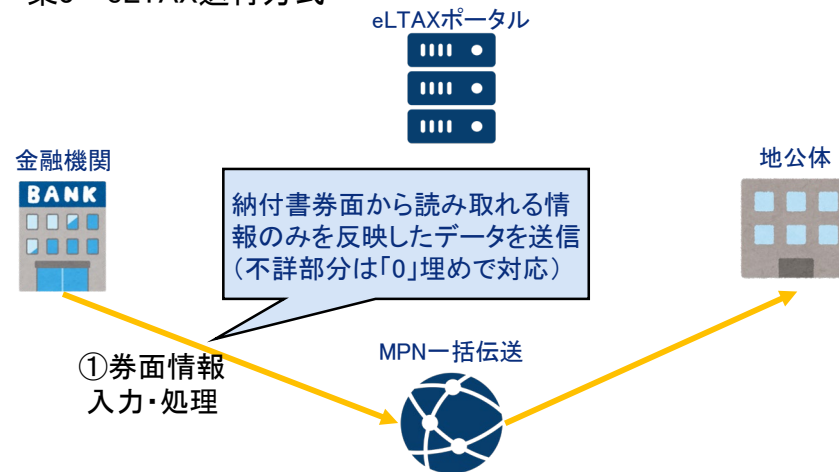 eLTAXポータル
金融機関
地公体
BANK
納付書券面から読み取れる情
報のみを反映したデータを送信
（不詳部分は「0」埋めで対応）
①券面情報
入力・処理
MPN一括伝送